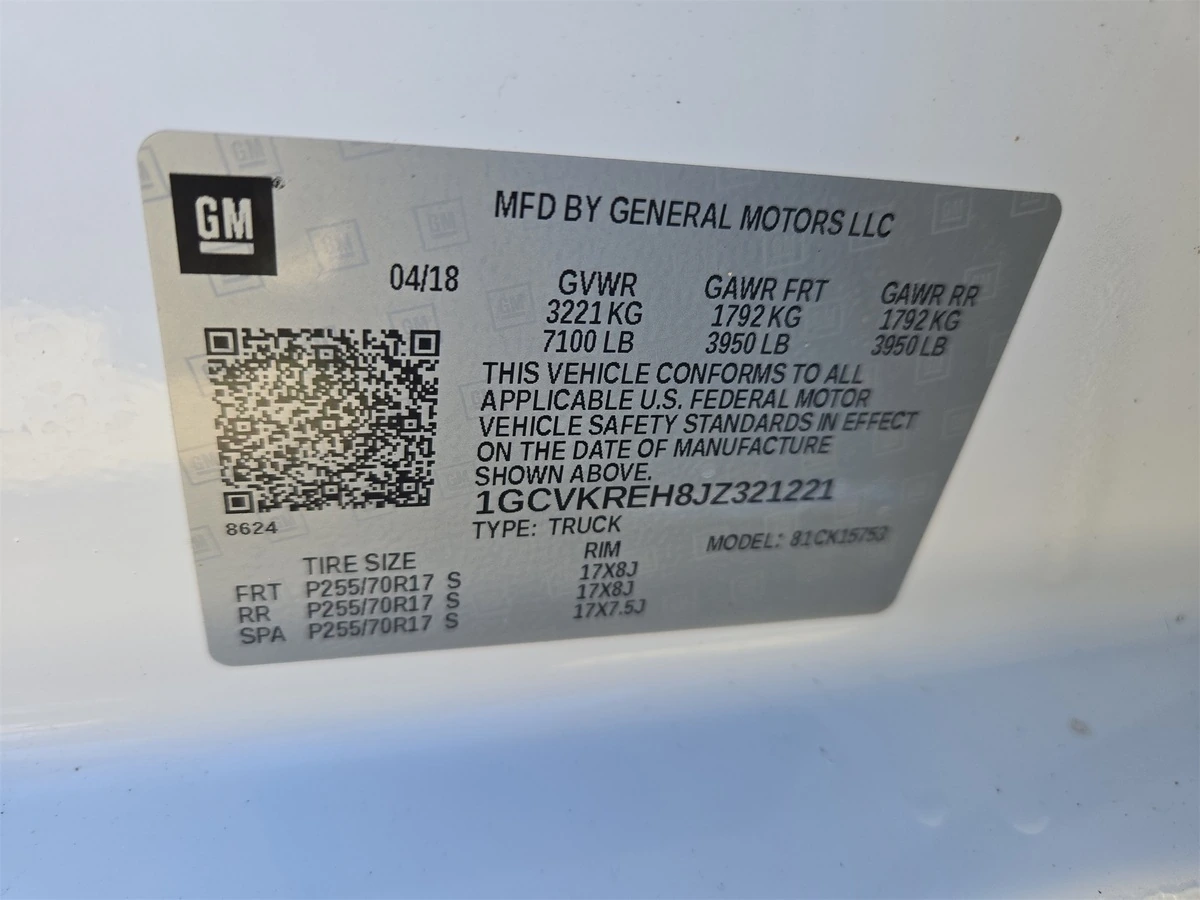 GM
MFD BY GENERAL MOTORS LLC
04/18 GVWR GAWR FRT GAWR RR
3221 KG 1792 KG 1792 KG
7100 LB 3950 LB 3950 LB
THIS VEHICLE CONFORMS TO ALL
APPLICABLE U.S. FEDERAL MOTOR
VEHICLE SAFETY STANDARDS IN EFFECT
ON THE DATE OF MANUFACTURE
SHOWN ABOVE.
1GCVKREH8JZ321221
8624
TYPE: TRUCK MODEL: 81CK15753
TIRE SIZE RIM
FRT P255/70R17 S 17X8J
RR P255/70R17 S 17X8J
SPA P255/70R17 S 17X7.5J